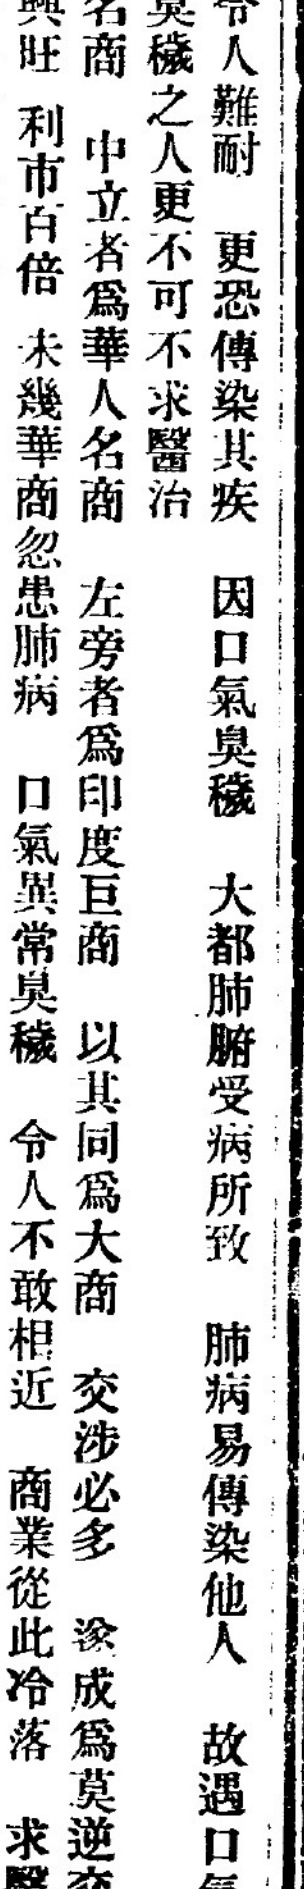 令人難耐 更恐傳染其疾 因口氣臭穢 大都肺腑受病所致 肺病易傳染他人 故遇口氣
臭穢之人更不可不求醫治
名商 中立者爲華人名商 左旁者爲印度巨商 以其同爲大商 交涉必多 遂成爲莫逆交
興旺 利市百倍 未幾華商忽患肺病 口氣異常臭穢 令人不敢相近 商業從此冷落 求醫